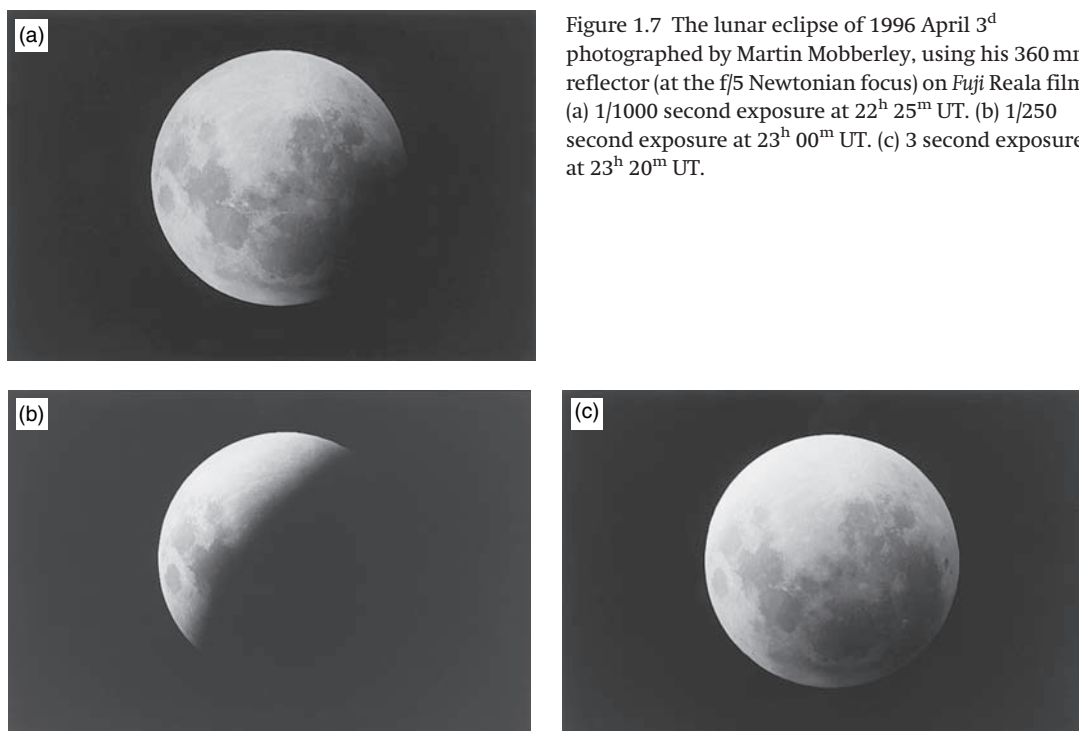 (a)
Figure 1.7 The lunar eclipse of 1996 April 3ᵈ
photographed by Martin Mobberley, using his 360 m
reflector (at the f/5 Newtonian focus) on Fuji Reala film
(a) 1/1000 second exposure at 22ʰ 25ᵐ UT. (b) 1/250
second exposure at 23ʰ 00ᵐ UT. (c) 3 second exposure
at 23ʰ 20ᵐ UT.
(b)
(c)